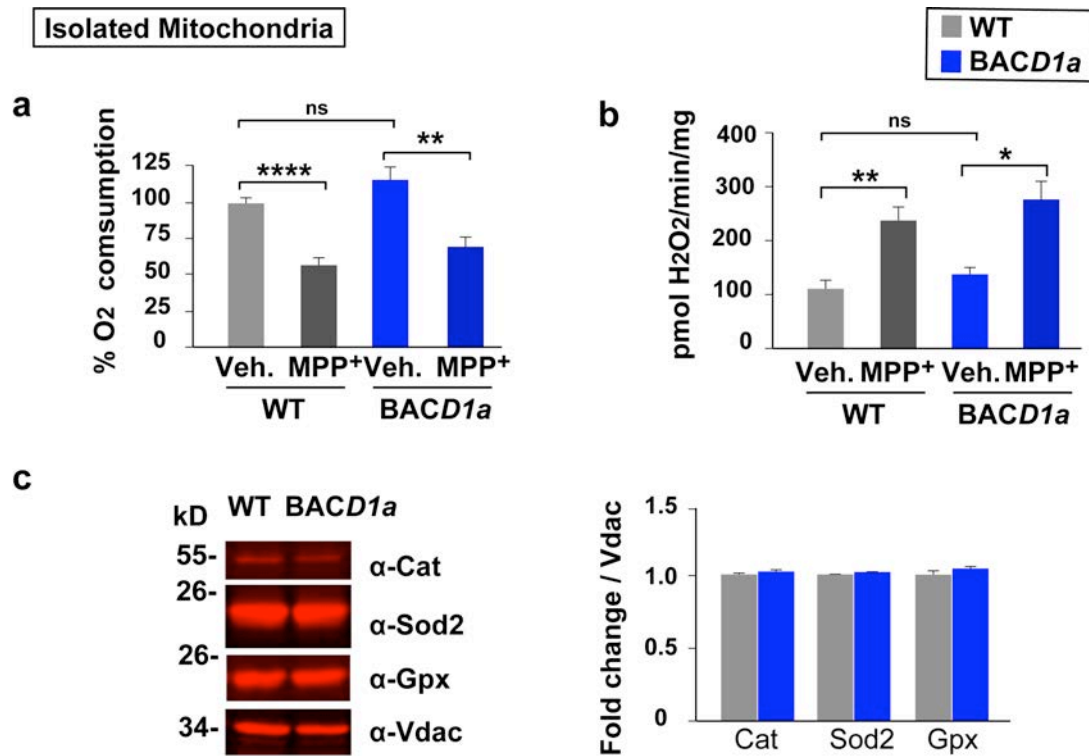 Isolated Mitochondria
WT
BACD1a
a
% O2 comsumption
125
100
75
50
25
0
ns
****
**
Veh. MPP+ Veh. MPP+
WT BACD1a
b
pmol H2O2/min/mg
400
300
200
100
0
ns
**
*
Veh. MPP+ Veh. MPP+
WT BACD1a
c
kD WT BACD1a
55- α-Cat
26-
α-Sod2
26-
α-Gpx
34- α-Vdac
Fold change / Vdac
1.5
1.0
0.5
0
Cat Sod2 Gpx